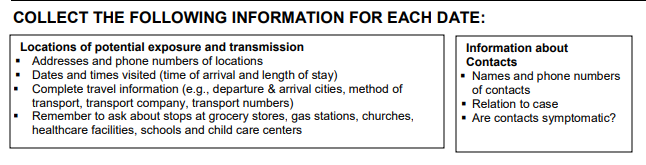 COLLECT THE FOLLOWING INFORMATION FOR EACH DATE:
Locations of potential exposure and transmission
▪ Addresses and phone numbers of locations
▪ Dates and times visited (time of arrival and length of stay)
▪ Complete travel information (e.g., departure & arrival cities, method of
transport, transport company, transport numbers)
▪ Remember to ask about stops at grocery stores, gas stations, churches,
healthcare facilities, schools and child care centers
Information about
Contacts
▪ Names and phone numbers
of contacts
▪ Relation to case
▪ Are contacts symptomatic?